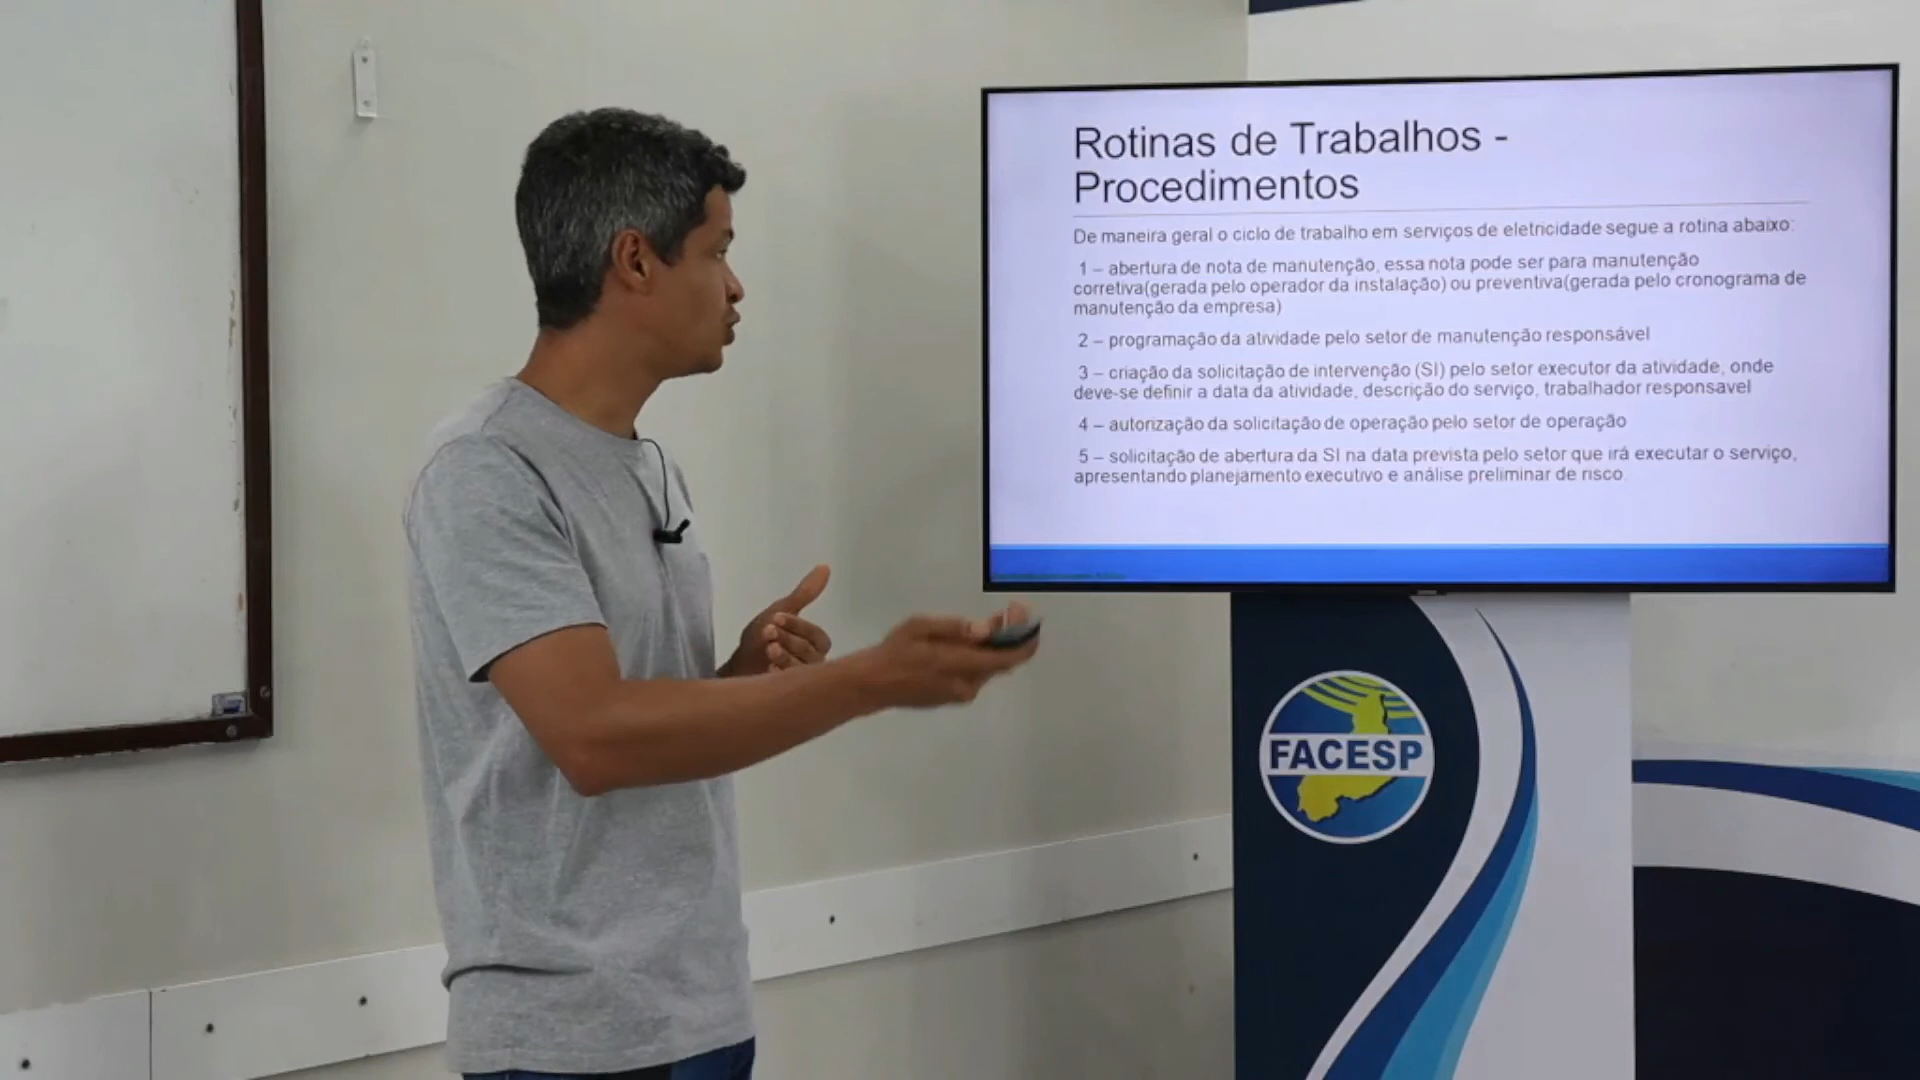 Rotinas de Trabalhos -
Procedimentos
De maneira geral o ciclo de trabalho em serviços de eletricidade segue a rotina abaixo:
1 – abertura de nota de manutenção, essa nota pode ser para manutenção
corretiva(gerada pelo operador da instalação) ou preventiva(gerada pelo cronograma de
manutenção da empresa)
2 – programação da atividade pelo setor de manutenção responsável
3 – criação da solicitação de intervenção (SI) pelo setor executor da atividade, onde
deve-se definir a data da atividade, descrição do serviço, trabalhador responsavel
4 – autorização da solicitação de operação pelo setor de operação
5 – solicitação de abertura da SI na data prevista pelo setor que irá executar o serviço,
apresentando planejamento executivo e análise preliminar de risco.
FACESP